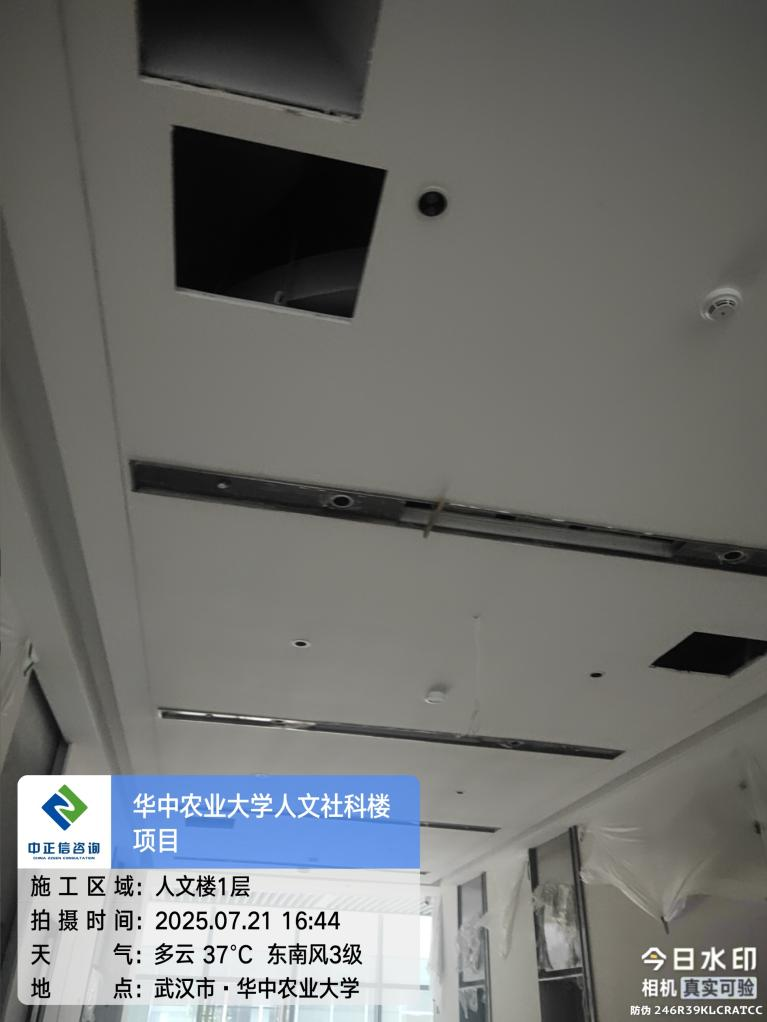 中正信咨询
华中农业大学人文社科楼
项目
施工区域：人文楼1层
拍摄时间：2025.07.21 16:44
天气：多云 37℃ 东南风3级
地点：武汉市·华中农业大学
今日水印
相机 真实可验
防伪 246R39KLCRATCC